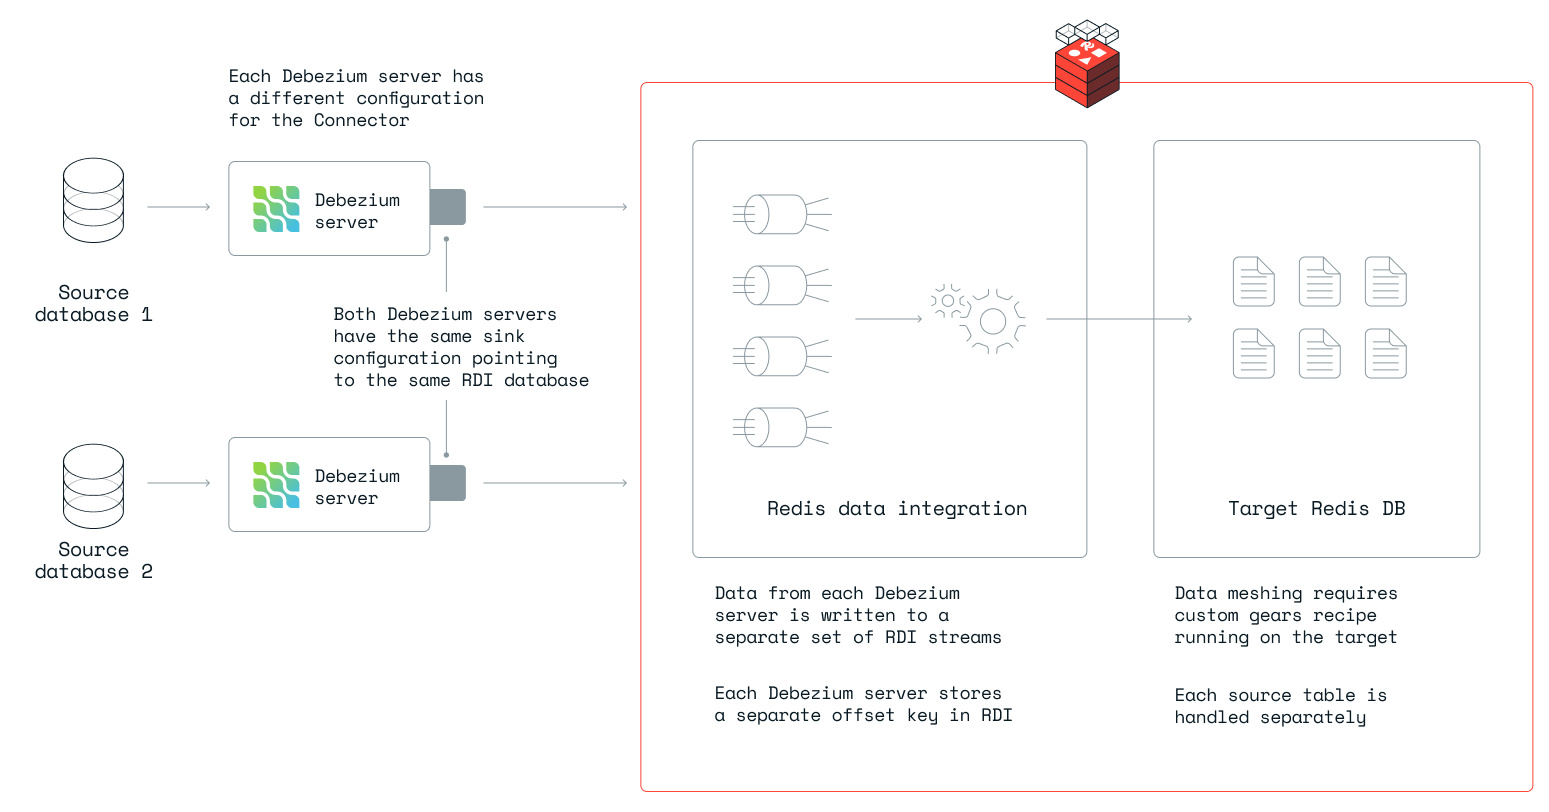 Each Debezium server has
a different configuration
for the Connector
Debezium
server
Source
database 1
Both Debezium servers
have the same sink
configuration pointing
to the same RDI database
Debezium
server
Source
database 2
Redis data integration
Target Redis DB
Data from each Debezium
server is written to a
separate set of RDI streams
Each Debezium server stores
a separate offset key in RDI
Data meshing requires
custom gears recipe
running on the target
Each source table is
handled separately